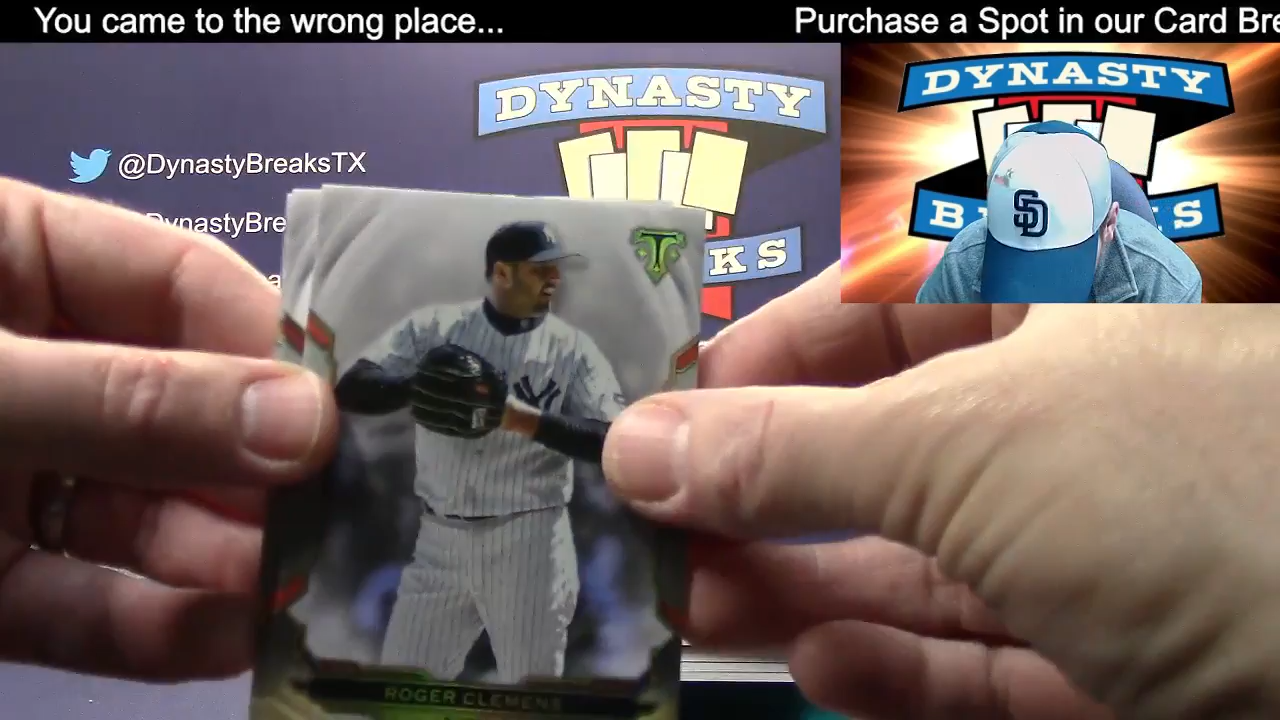 You came to the wrong place...
Purchase a Spot in our Card Bre
DYNASTY
@DynastyBreaksTX
@DynastyBre
KS
DYNASTY
B
S
SD
T
NY
ROGER CLEMENS